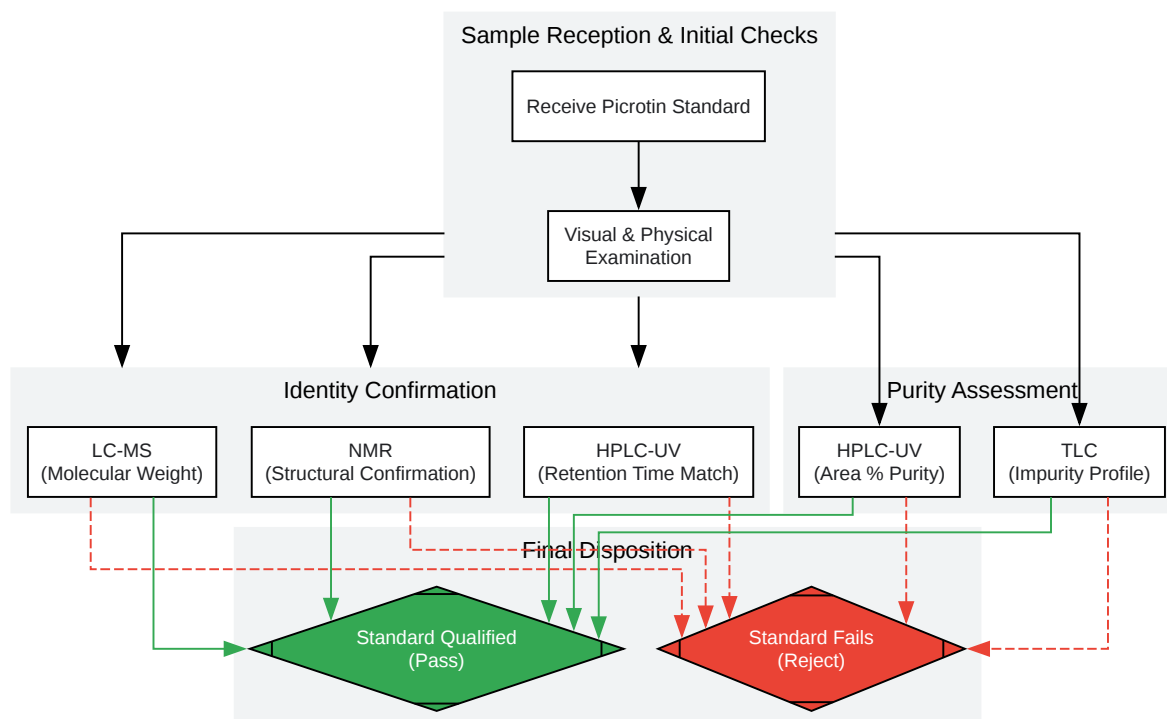 Sample Reception & Initial Checks
Receive Picrotin Standard
Visual & Physical
Examination
Identity Confirmation
Purity Assessment
LC-MS
(Molecular Weight)
NMR
(Structural Confirmation)
HPLC-UV
(Retention Time Match)
HPLC-UV
(Area % Purity)
TLC
(Impurity Profile)
Final Disposition
Standard Qualified
(Pass)
Standard Fails
(Reject)